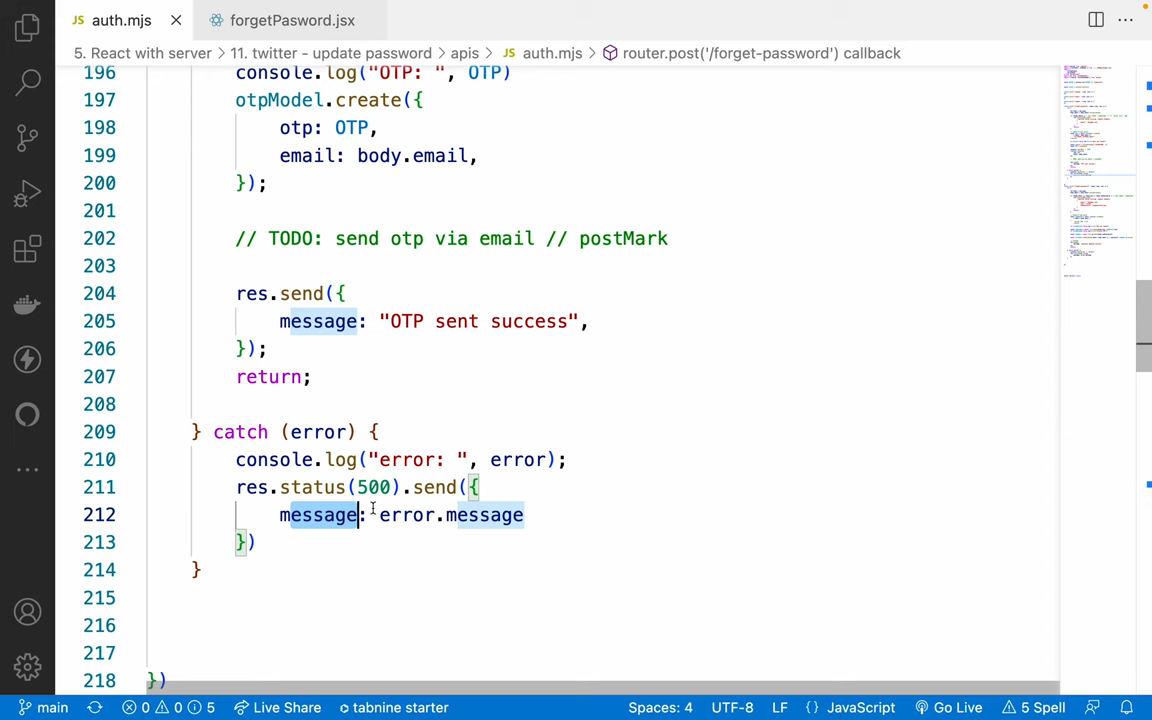 JS auth.mjs
forgetPasword.jsx
5. React with server > 11. twitter - update password > apis > JS auth.mjs > router.post('/forget-password') callback
196 console.log("OTP: ", OTP)
197 otpModel.create({
198 otp: OTP,
199 email: body.email,
200 });
201
202 // TODO: send otp via email // postMark
203
204 res.send({
205 message: "OTP sent success",
206 });
207 return;
208
209 } catch (error) {
210 console.log("error: ", error);
211 res.status(500).send({
212 message: error.message
213 })
214 }
215
216
217
218 })
main 0 0 5 Live Share tabnine starter Spaces: 4 UTF-8 LF {} JavaScript Go Live 5 Spell